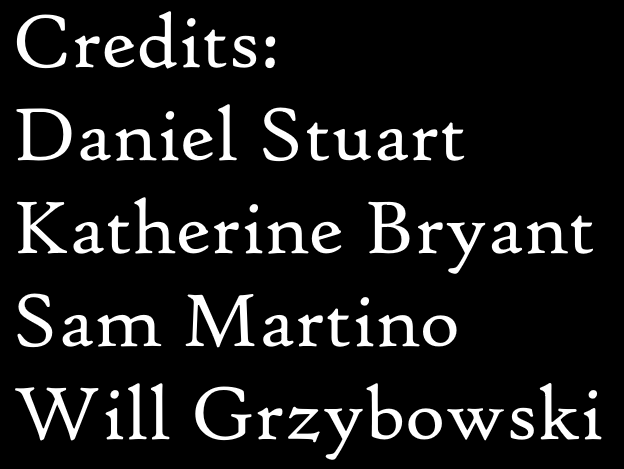 Credits:
Daniel Stuart
Katherine Bryant
Sam Martino
Will Grzybowski